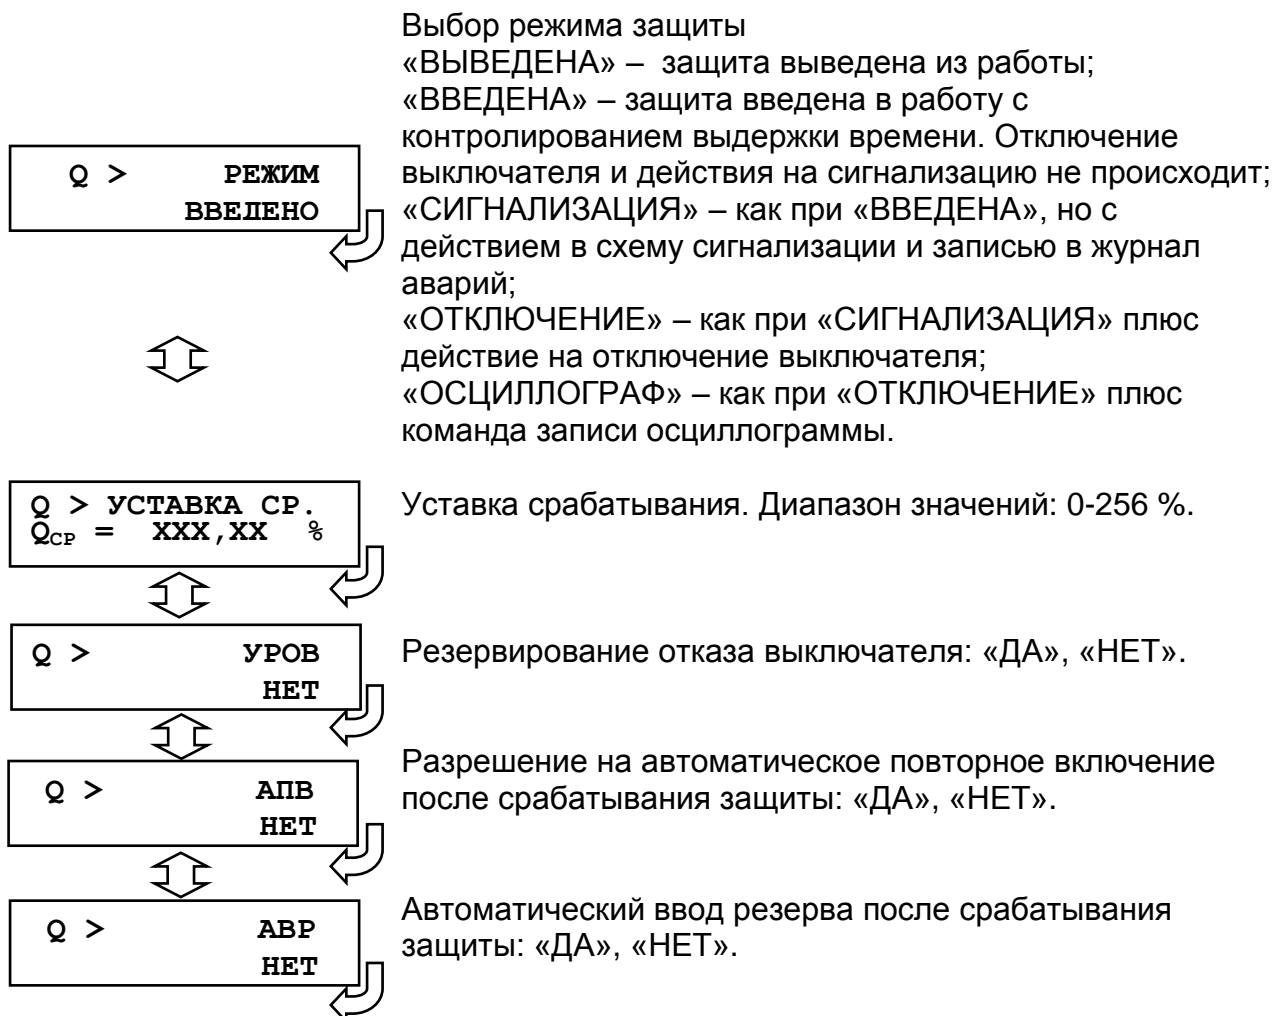 Выбор режима защиты
«ВЫВЕДЕНА» – защита выведена из работы;
«ВВЕДЕНА» – защита введена в работу с
контролированием выдержки времени. Отключение
выключателя и действия на сигнализацию не происходит;
«СИГНАЛИЗАЦИЯ» – как при «ВВЕДЕНА», но с
действием в схему сигнализации и записью в журнал
аварий;
«ОТКЛЮЧЕНИЕ» – как при «СИГНАЛИЗАЦИЯ» плюс
действие на отключение выключателя;
«ОСЦИЛЛОГРАФ» – как при «ОТКЛЮЧЕНИЕ» плюс
команда записи осциллограммы.
Q > РЕЖИМ
ВВЕДЕНО
Q > УСТАВКА СР.
QСР = XXX,XX %
Уставка срабатывания. Диапазон значений: 0-256 %.
Q > УРОВ
НЕТ
Резервирование отказа выключателя: «ДА», «НЕТ».
Q > АПВ
НЕТ
Разрешение на автоматическое повторное включение
после срабатывания защиты: «ДА», «НЕТ».
Q > АВР
НЕТ
Автоматический ввод резерва после срабатывания
защиты: «ДА», «НЕТ».